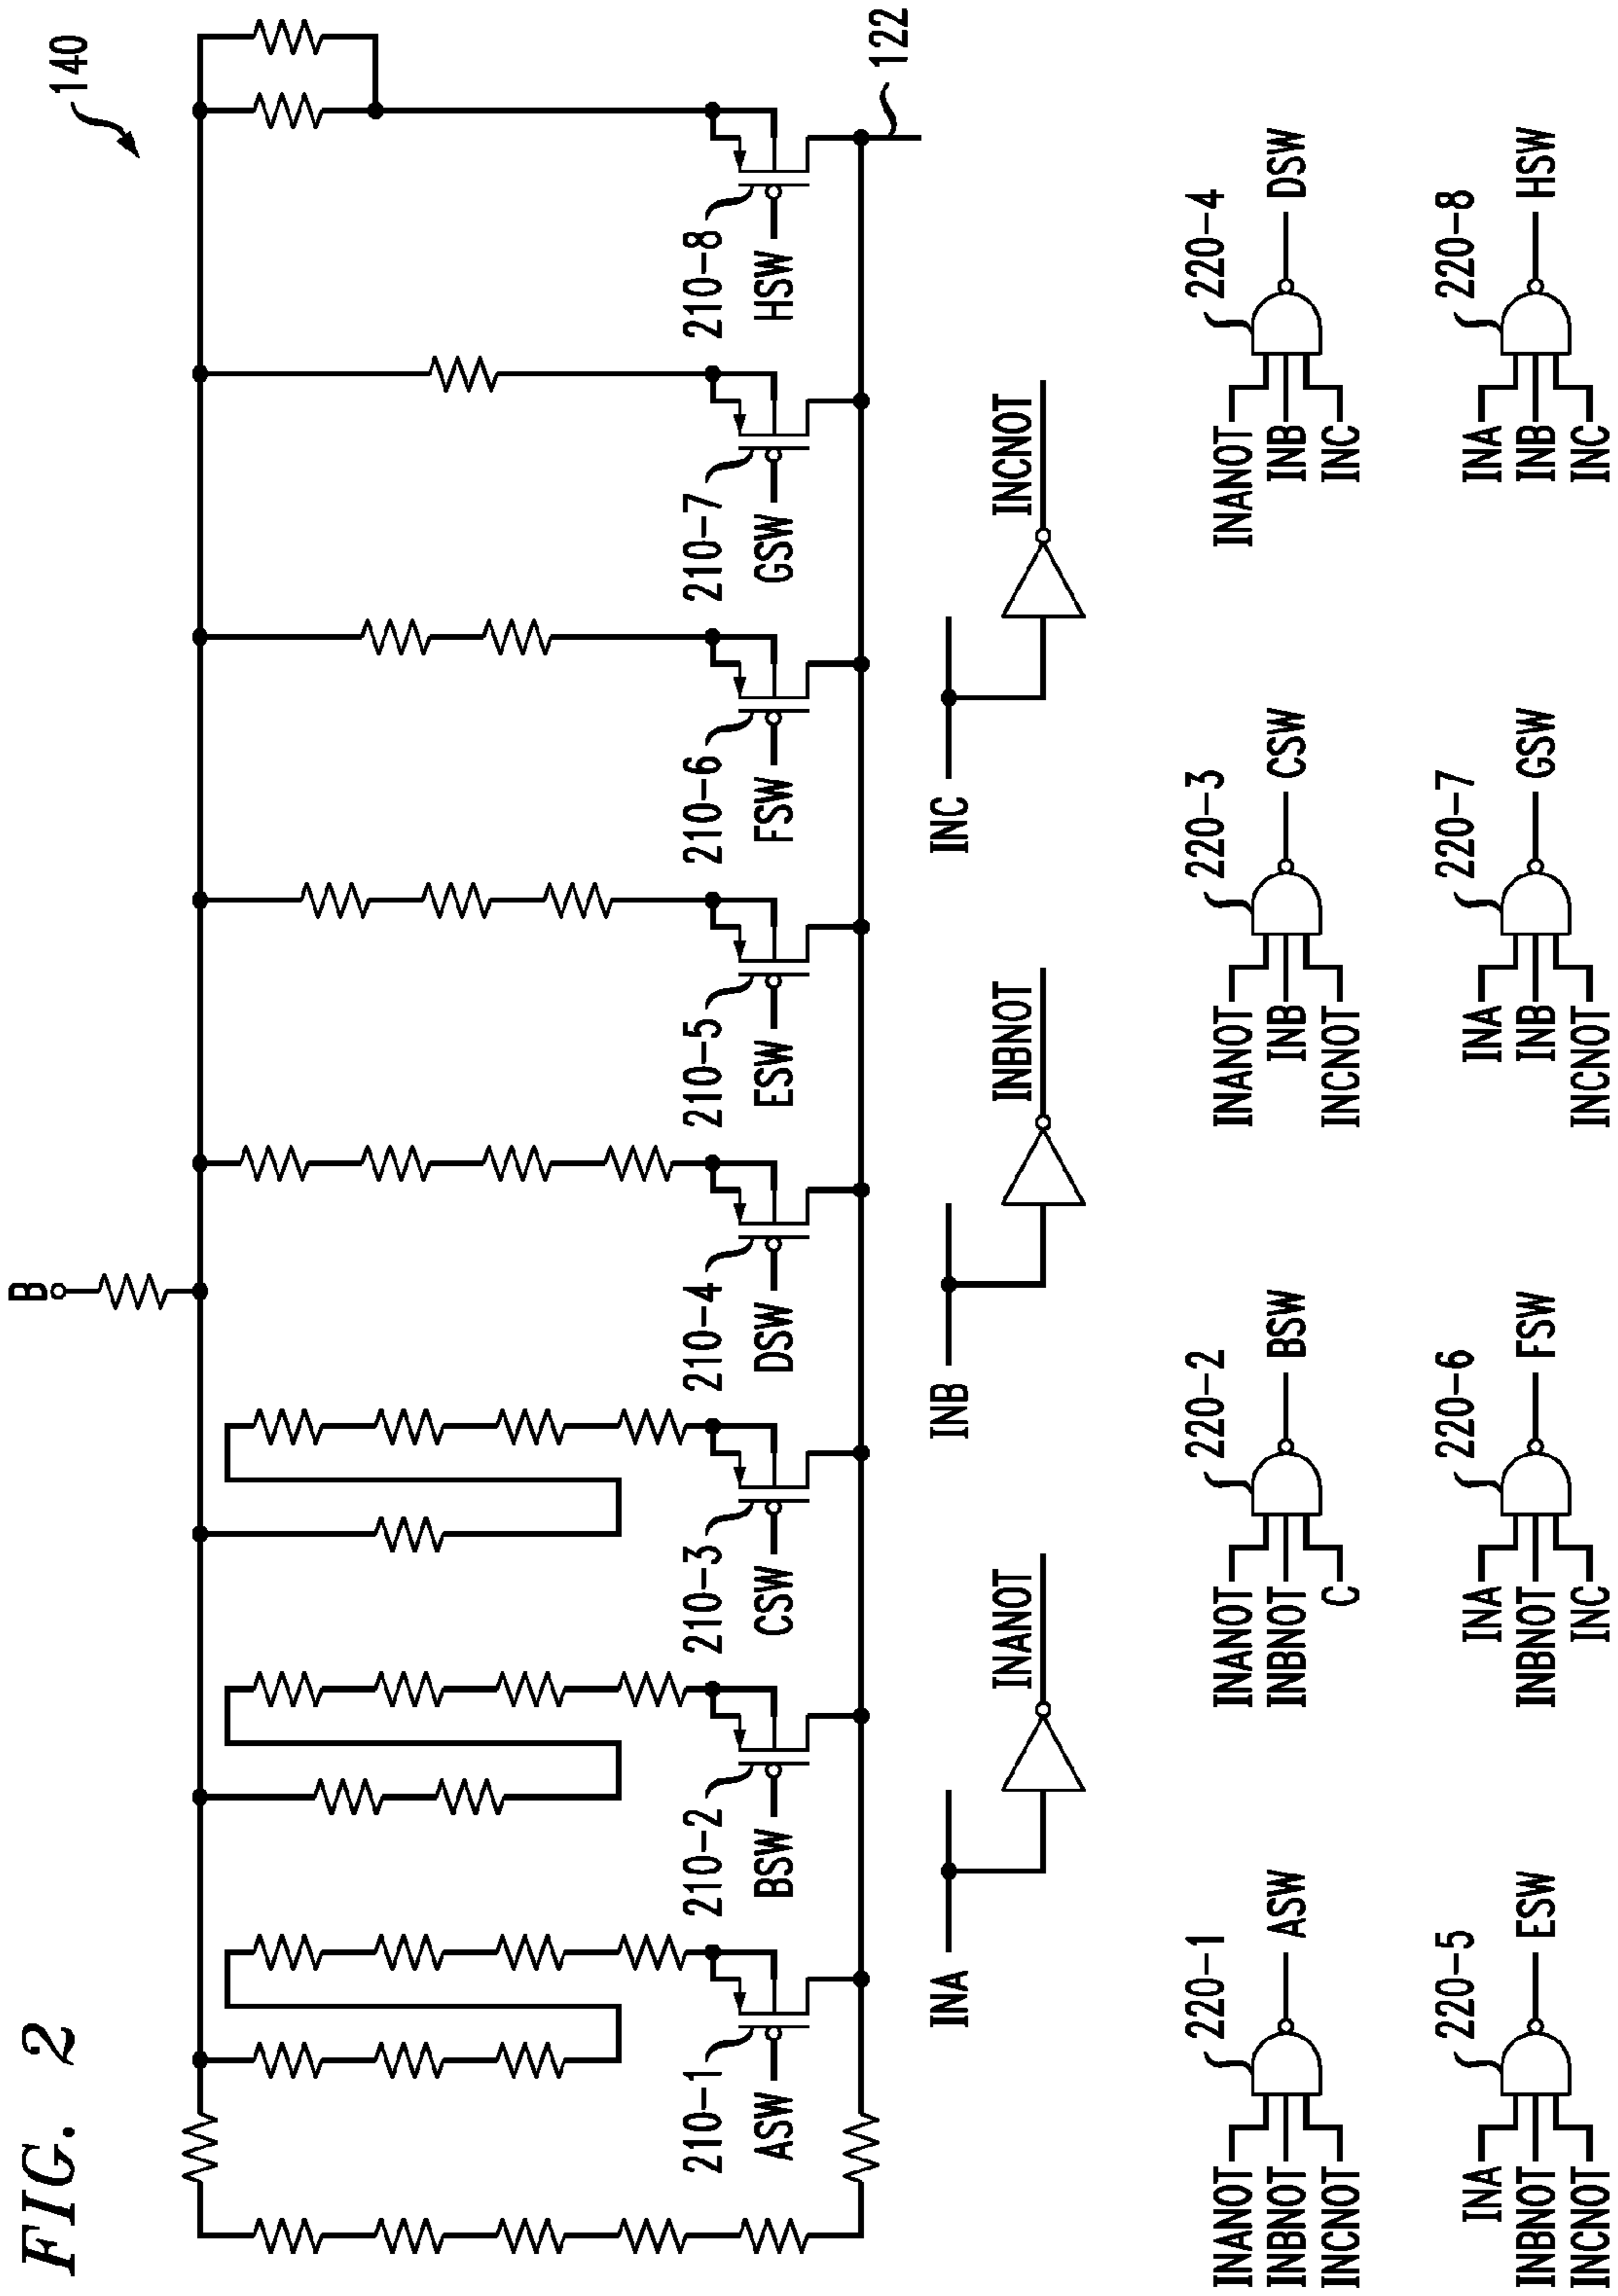 FIG. 2
140
B
210-1
ASW
210-2
BSW
210-3
CSW
210-4
DSW
210-5
ESW
210-6
FSW
210-7
GSW
210-8
HSW
122
INA
INANOT
INB
INBNOT
INC
INCNOT
220-1
INANOT
INBNOT
INCNOT
ASW
220-2
INANOT
INBNOT
C
BSW
220-3
INANOT
INB
INCNOT
CSW
220-4
INANOT
INB
INC
DSW
220-5
INA
INBNOT
INCNOT
ESW
220-6
INA
INBNOT
INC
FSW
220-7
INA
INB
INCNOT
GSW
220-8
INA
INB
INC
HSW